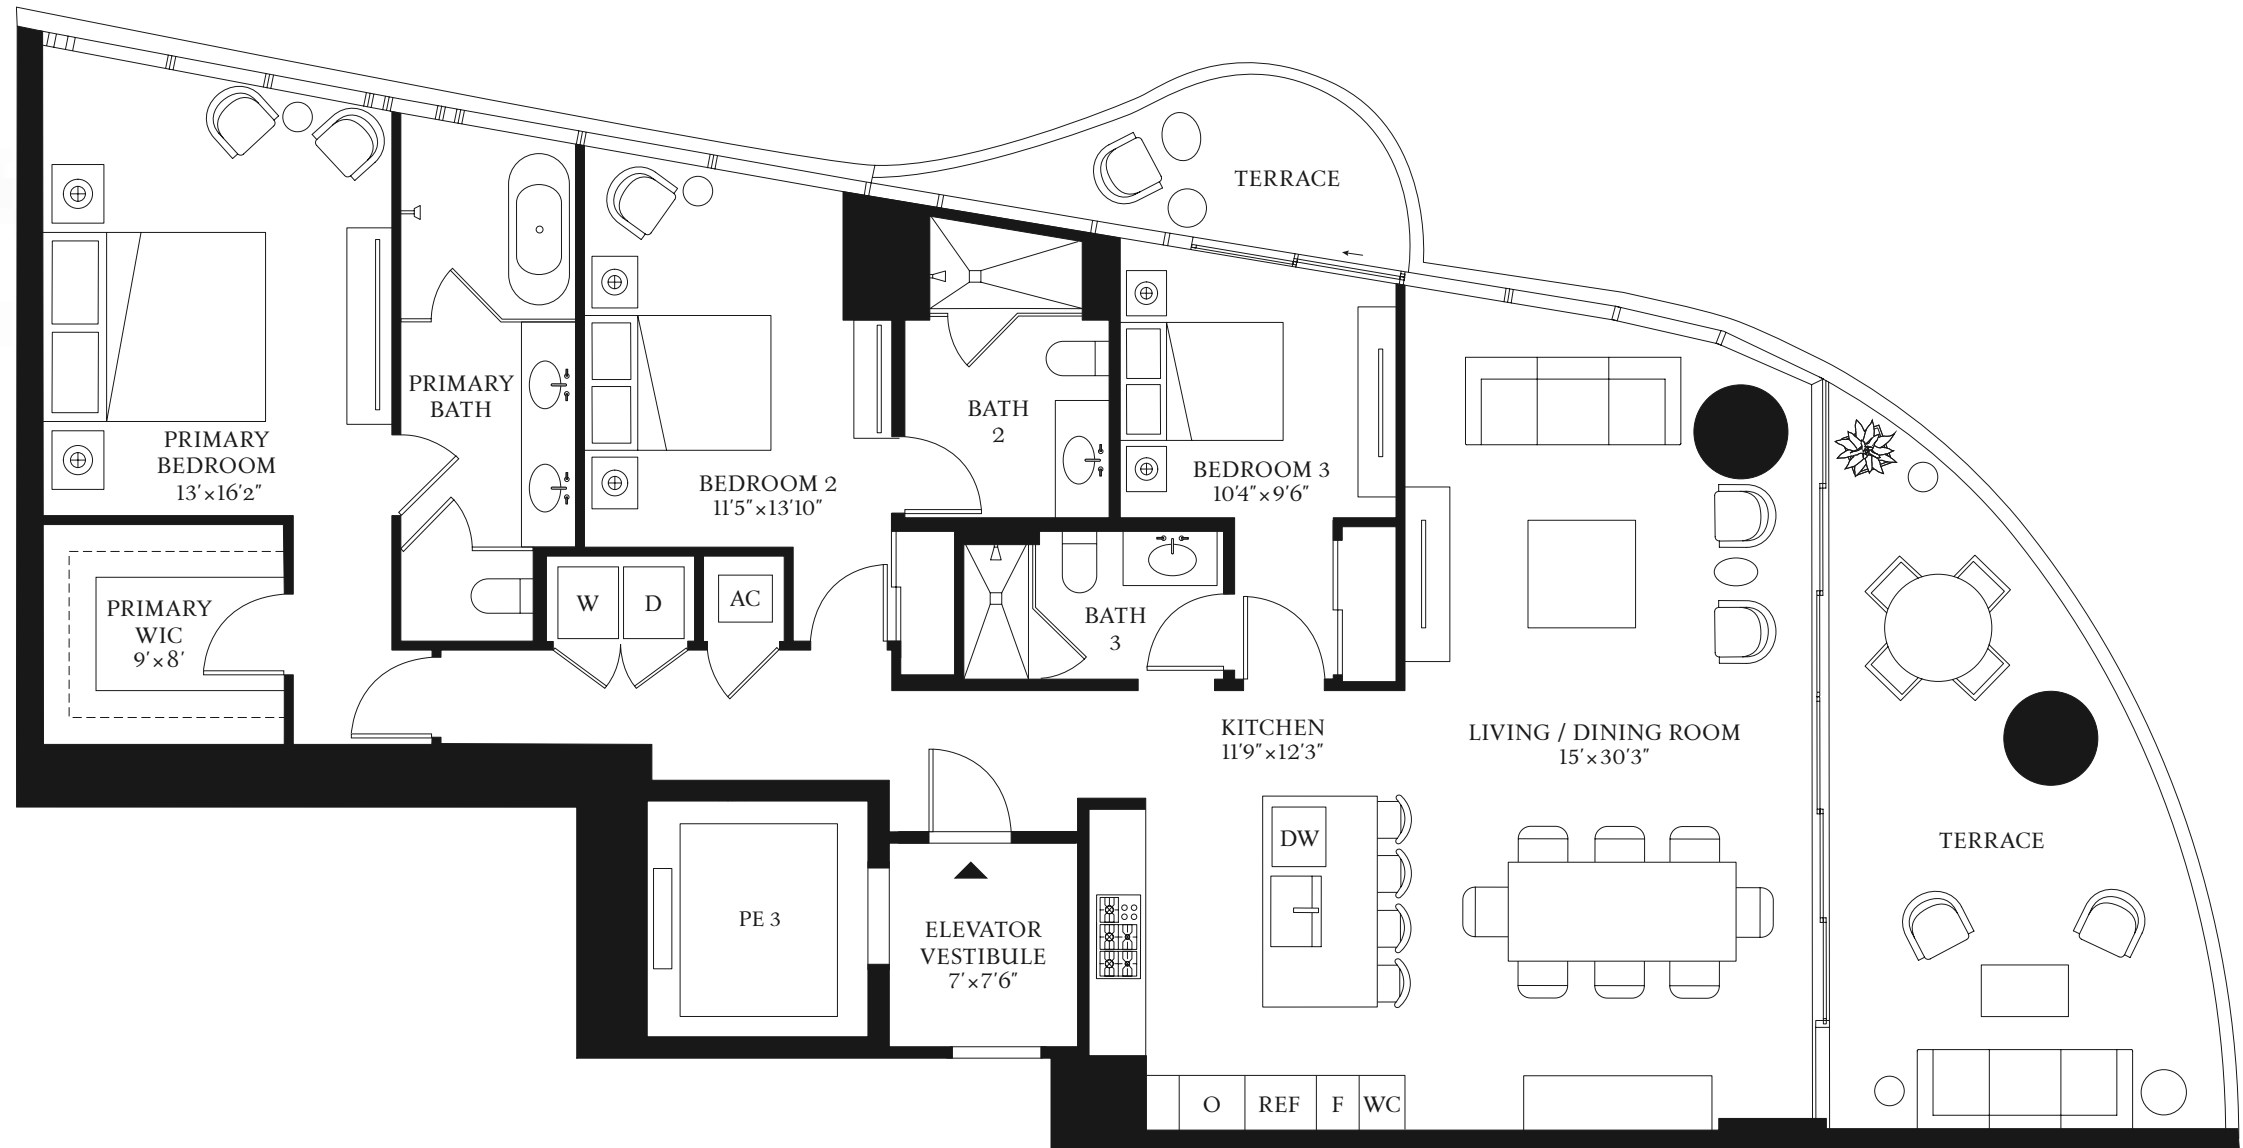 TERRACE
PRIMARY
BATH
PRIMARY
BEDROOM
13'×16'2"
BATH
2
BEDROOM 2
11'5"×13'10"
BEDROOM 3
10'4"×9'6"
PRIMARY
WIC
9'×8'
W
D
AC
BATH
3
KITCHEN
11'9"×12'3"
LIVING / DINING ROOM
15'×30'3"
DW
TERRACE
PE 3
ELEVATOR
VESTIBULE
7'×7'6"
O
REF
F
WC